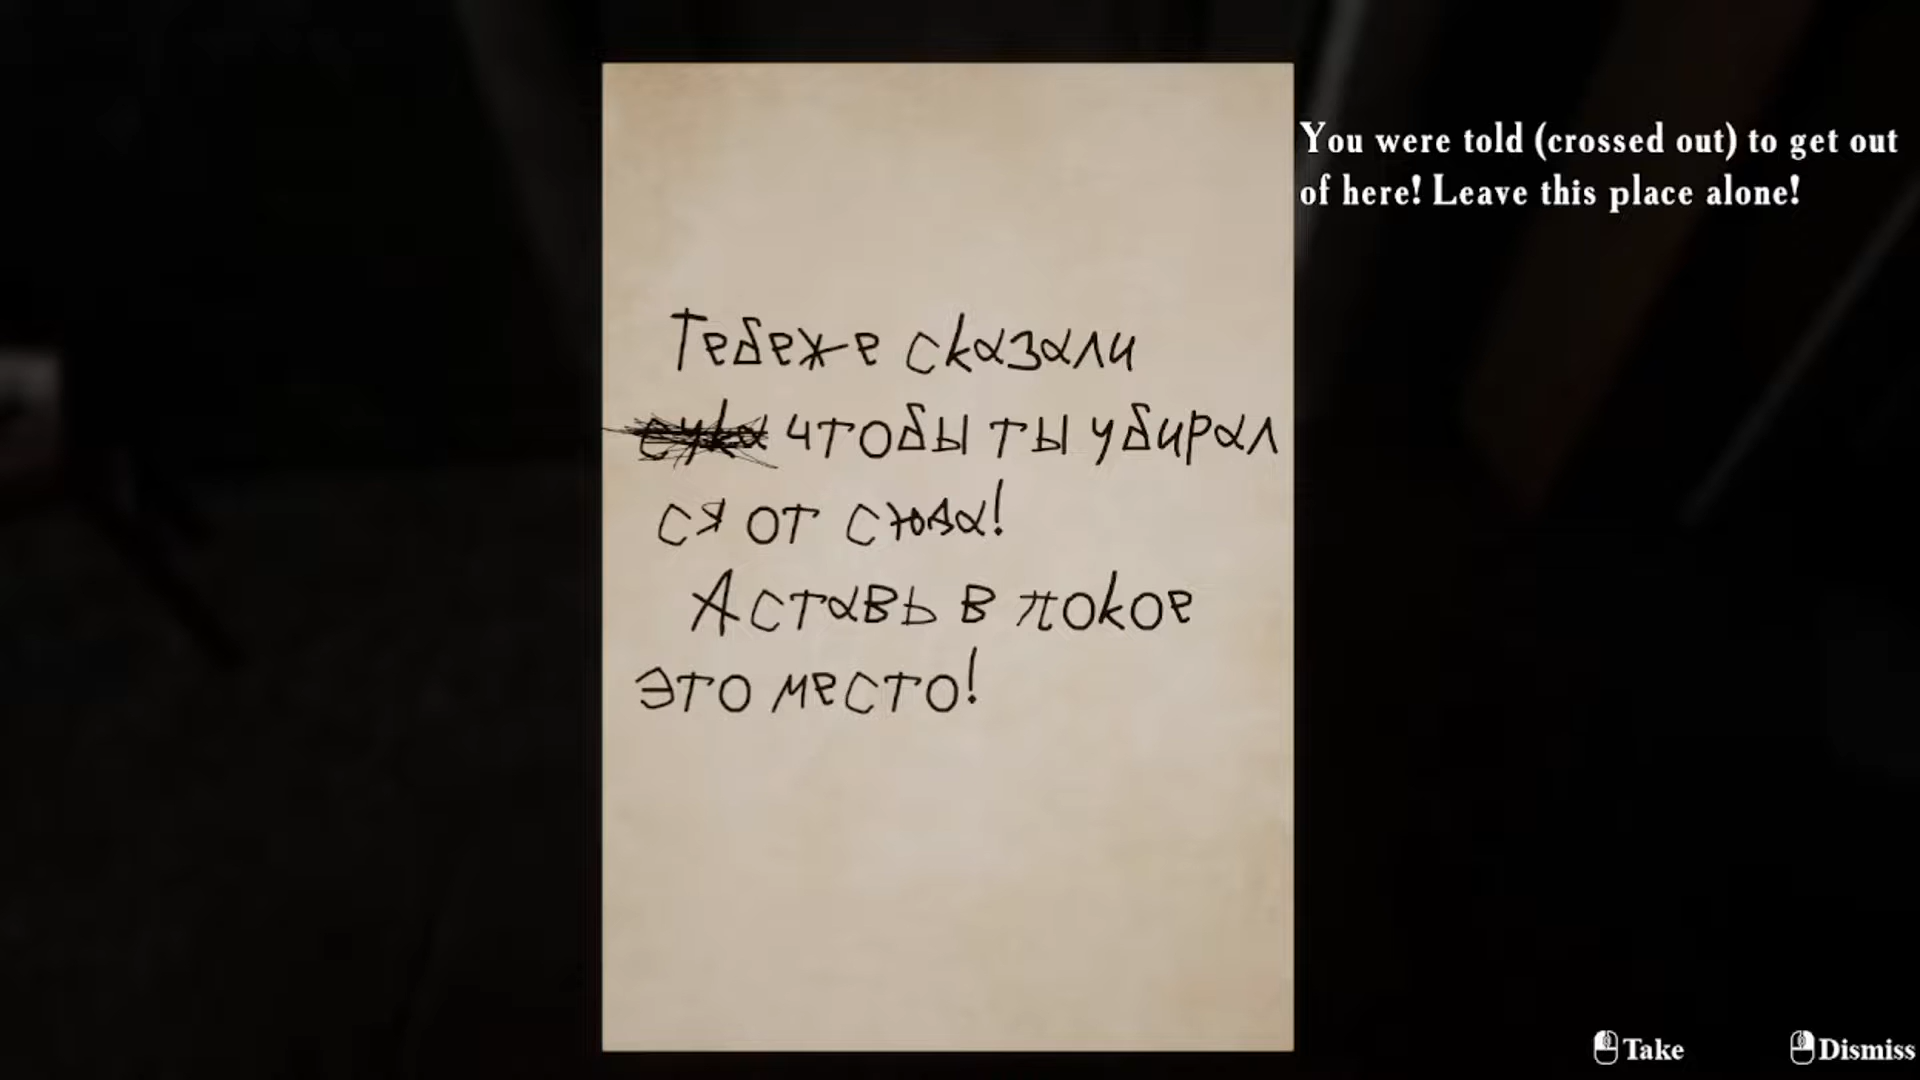 Тебеже сказали
сука чтобы ты убирал
ся от сюда!
Аставь в покое
это место!
You were told (crossed out) to get out
of here! Leave this place alone!
Take
Dismiss